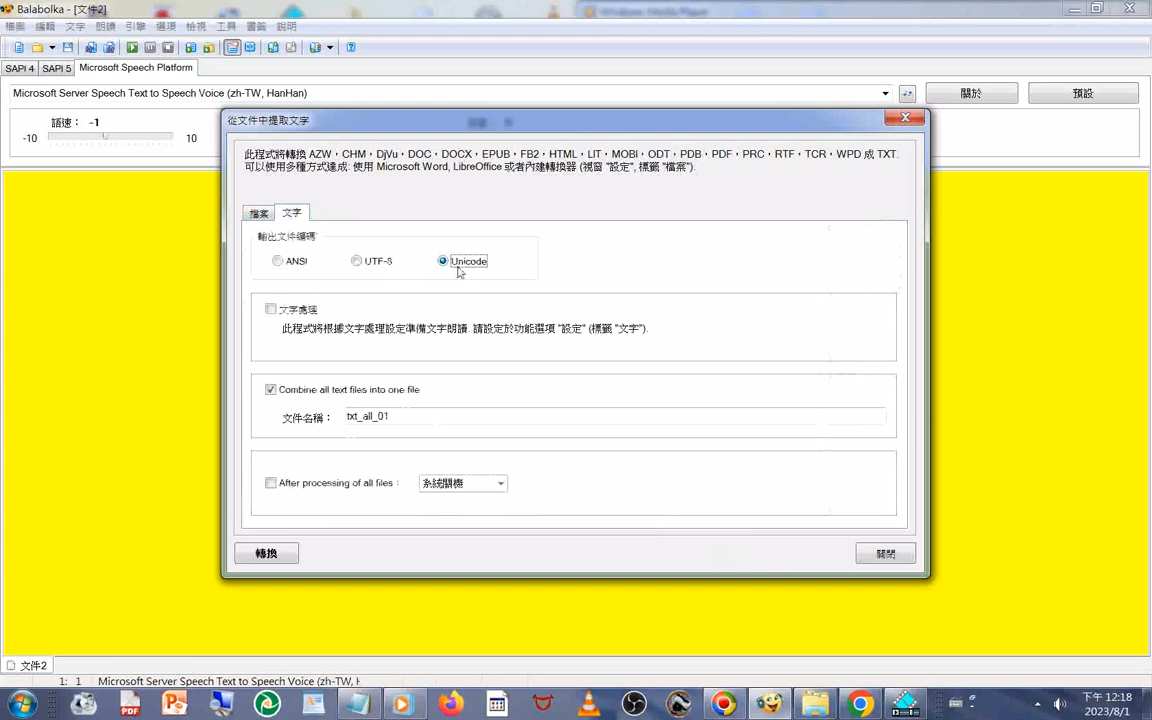 Balabolka - [文件2]
檔案 編輯 文字 朗讀 引擎 選項 檢視 工具 書籤 說明
SAPI 4 SAPI 5 Microsoft Speech Platform
Microsoft Server Speech Text to Speech Voice (zh-TW, HanHan)
關於 預設
語速： -1
-10 10
從文件中提取文字
此程式將轉換 AZW，CHM，DjVu，DOC，DOCX，EPUB，FB2，HTML，LIT，MOBI，ODT，PDB，PDF，PRC，RTF，TCR，WPD 成 TXT.
可以使用多種方式達成: 使用 Microsoft Word, LibreOffice 或者內建轉換器 (視窗 "設定", 標籤 "檔案").
檔案 文字
輸出文件編碼
ANSI UTF-8 Unicode
文字處理
此程式將根據文字處理設定準備文字朗讀. 請設定於功能選項 "設定" (標籤 "文字").
Combine all text files into one file
文件名稱： txt_all_01
After processing of all files： 系統關機
轉換 關閉
文件2
1: 1 Microsoft Server Speech Text to Speech Voice (zh-TW, H
PDF
下午 12:18
2023/8/1